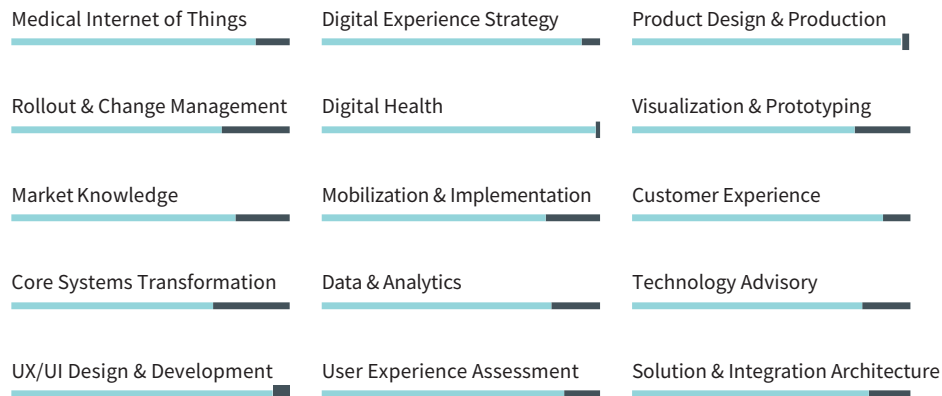 Medical Internet of Things
Digital Experience Strategy
Product Design & Production
Rollout & Change Management
Digital Health
Visualization & Prototyping
Market Knowledge
Mobilization & Implementation
Customer Experience
Core Systems Transformation
Data & Analytics
Technology Advisory
UX/UI Design & Development
User Experience Assessment
Solution & Integration Architecture